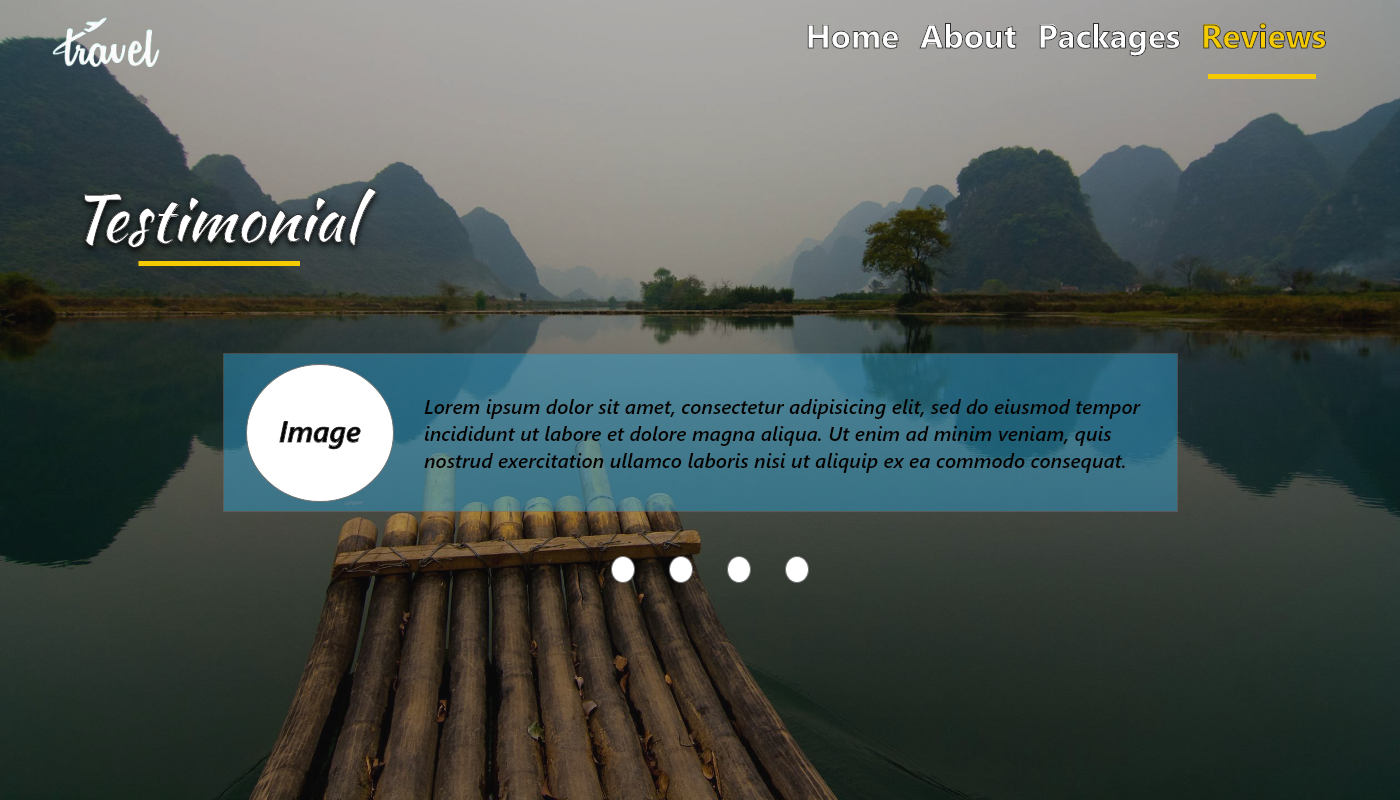 travel
Home About Packages Reviews
Testimonial
Image
Lorem ipsum dolor sit amet, consectetur adipisicing elit, sed do eiusmod tempor
incididunt ut labore et dolore magna aliqua. Ut enim ad minim veniam, quis
nostrud exercitation ullamco laboris nisi ut aliquip ex ea commodo consequat.